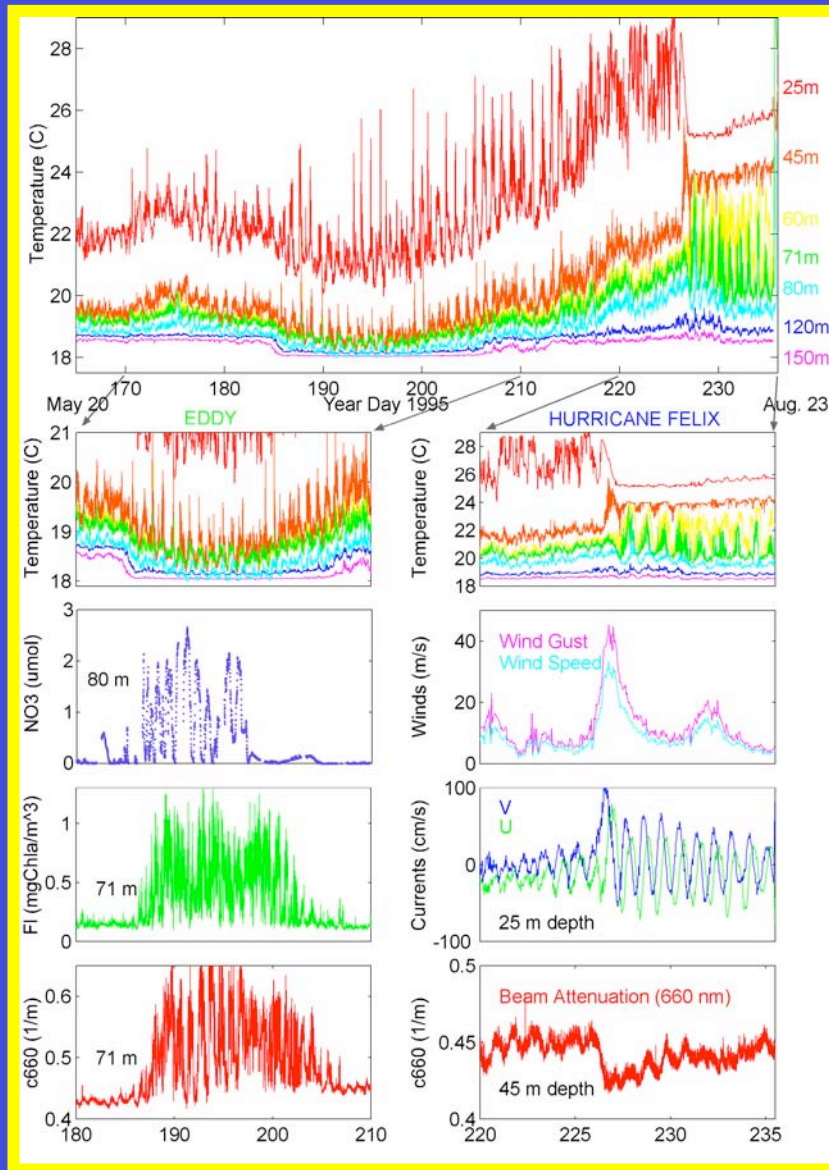 28
26
24
22
20
18
Temperature (C)
25m
45m
60m
71m
80m
120m
150m
170 180 190 200 210 220 230
May 20 Year Day 1995 Aug. 23
EDDY
21
20
19
18
Temperature (C)
HURRICANE FELIX
28
26
24
22
20
18
Temperature (C)
3
2
1
0
NO3 (umol)
80 m
40
20
0
Winds (m/s)
Wind Gust
Wind Speed
1
0.5
0
Fl (mgChla/m^3)
71 m
100
0
-100
Currents (cm/s)
V
U
25 m depth
0.6
0.5
0.4
c660 (1/m)
71 m
180 190 200 210
0.5
0.45
0.4
c660 (1/m)
Beam Attenuation (660 nm)
45 m depth
220 225 230 235